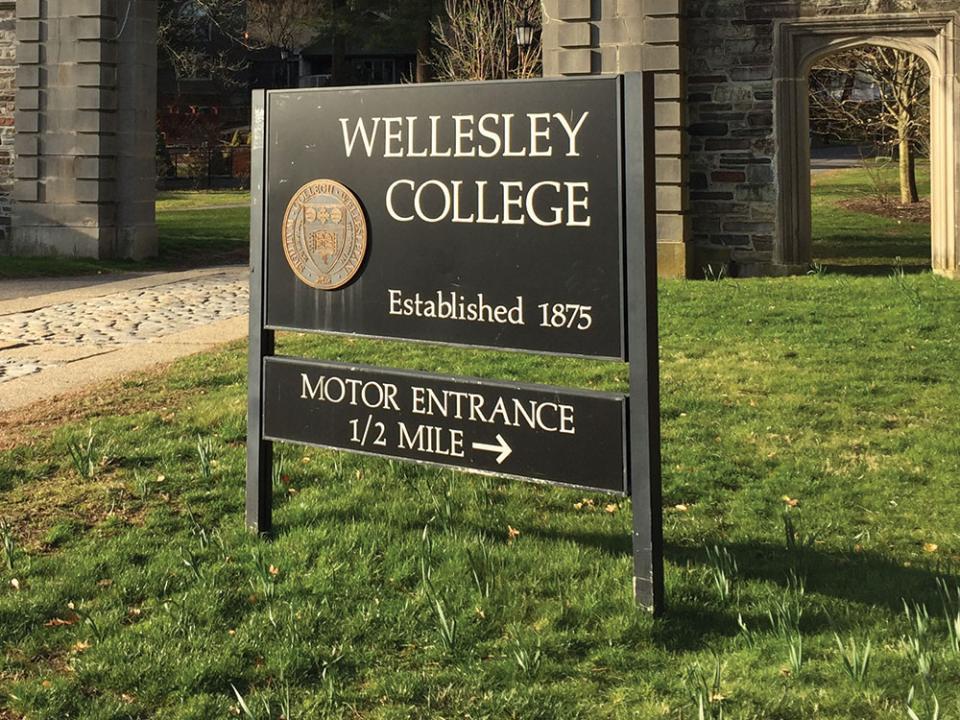 WELLESLEY
COLLEGE
Established 1875
MOTOR ENTRANCE
1/2 MILE →